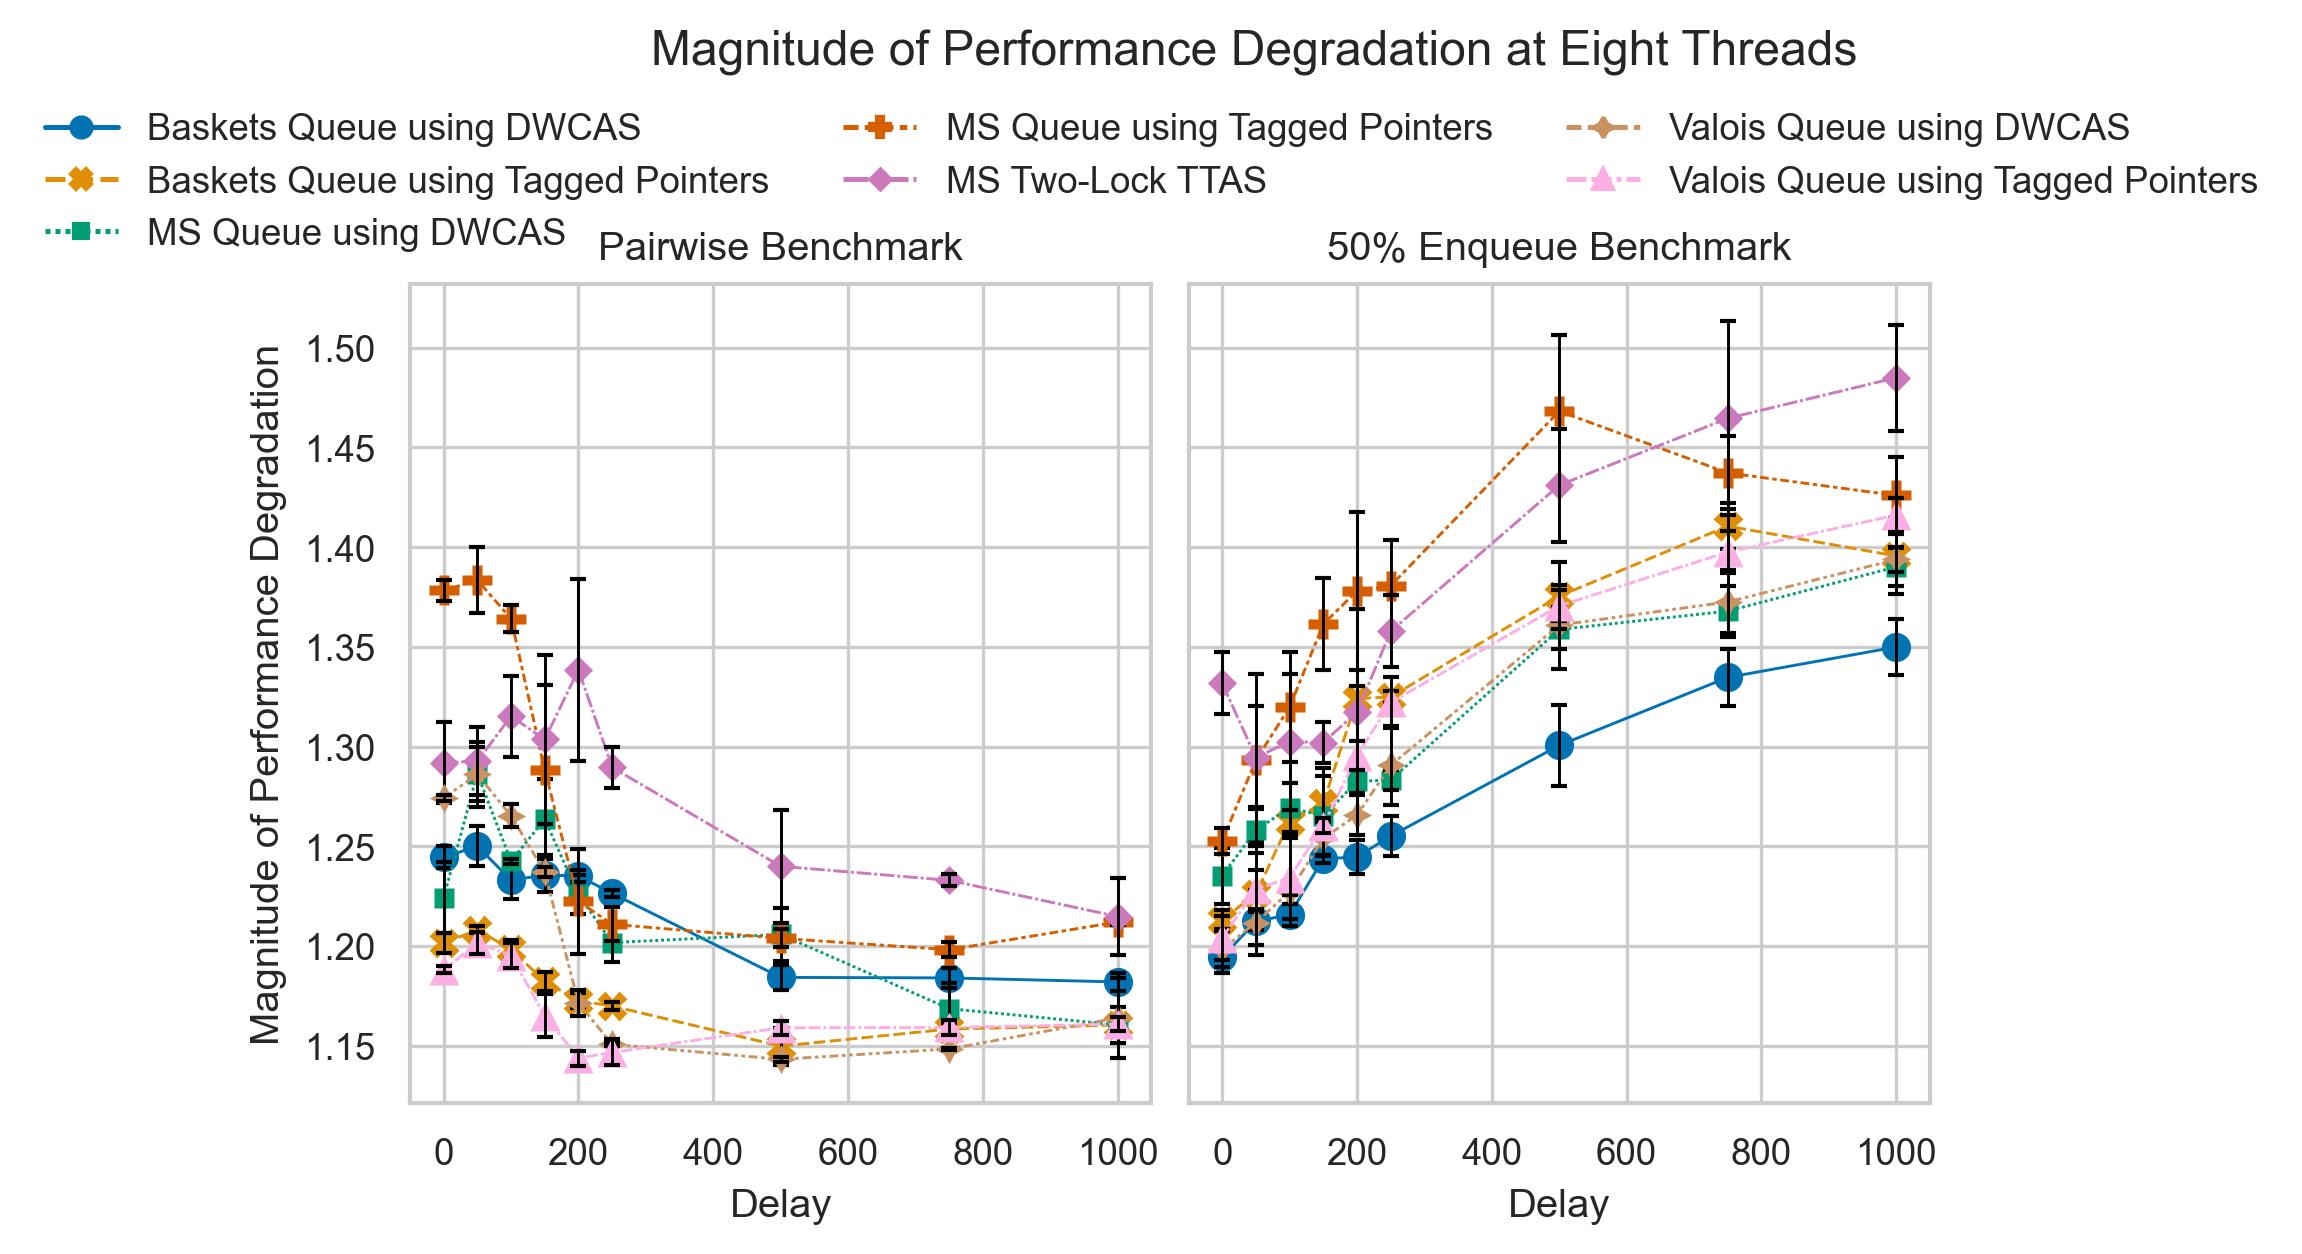 Magnitude of Performance Degradation at Eight Threads
Baskets Queue using DWCAS
Baskets Queue using Tagged Pointers
MS Queue using DWCAS
MS Queue using Tagged Pointers
MS Two-Lock TTAS
Valois Queue using DWCAS
Valois Queue using Tagged Pointers
Pairwise Benchmark
50% Enqueue Benchmark
Magnitude of Performance Degradation
1.50
1.45
1.40
1.35
1.30
1.25
1.20
1.15
0 200 400 600 800 1000
0 200 400 600 800 1000
Delay
Delay